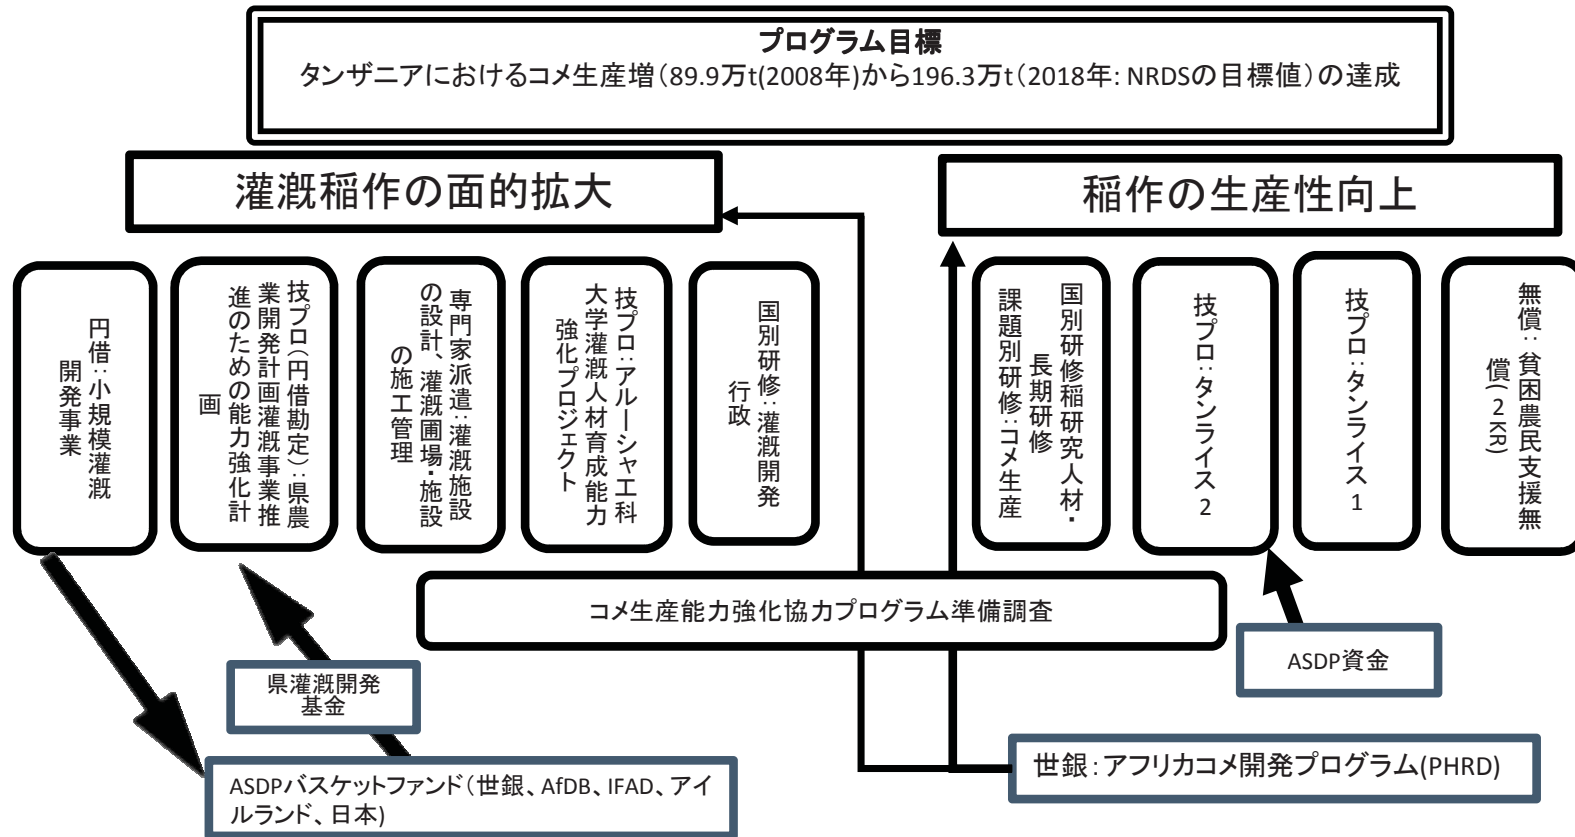 プログラム目標
タンザニアにおけるコメ生産増（89.9万t(2008年)から196.3万t（2018年: NRDSの目標値）の達成
灌漑稲作の面的拡大
稲作の生産性向上
円借：小規模灌漑
開発事業
技プロ（円借勘定）：県農
業開発計画灌漑事業推
進のための能力強化計
画
専門家派遣：灌漑施設
の設計、灌漑圃場・施設
の施工管理
技プロ：アルーシャ工科
大学灌漑人材育成能力
強化プロジェクト
国別研修：灌漑開発
行政
国別研修稲研究人材・
長期研修
課題別研修：コメ生産
技プロ：タンライス2
技プロ：タンライス1
無償：貧困農民支援無
償(2KR)
コメ生産能力強化協力プログラム準備調査
県灌漑開発
基金
ASDP資金
ASDPバスケットファンド（世銀、AfDB、IFAD、アイ
ルランド、日本)
世銀：アフリカコメ開発プログラム(PHRD)